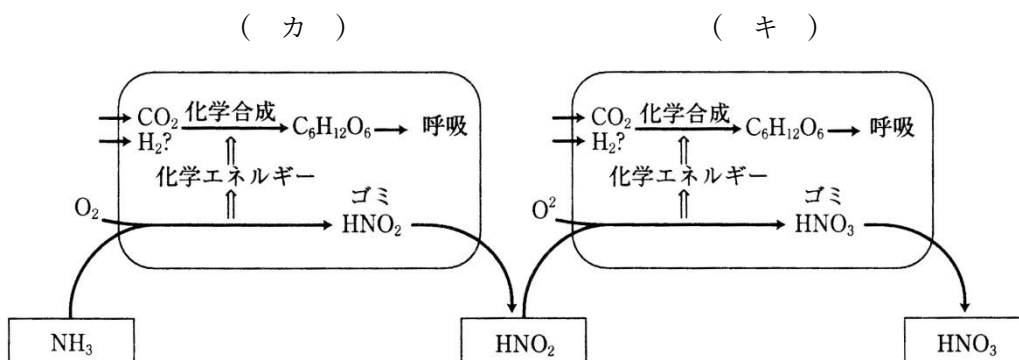 ( カ )
( キ )
CO₂ 化学合成 C₆H₁₂O₆ 呼吸
H₂?
化学エネルギー
ゴミ
O₂
HNO₂
CO₂ 化学合成 C₆H₁₂O₆ 呼吸
H₂?
化学エネルギー
ゴミ
O²
HNO₃
NH₃
HNO₂
HNO₃